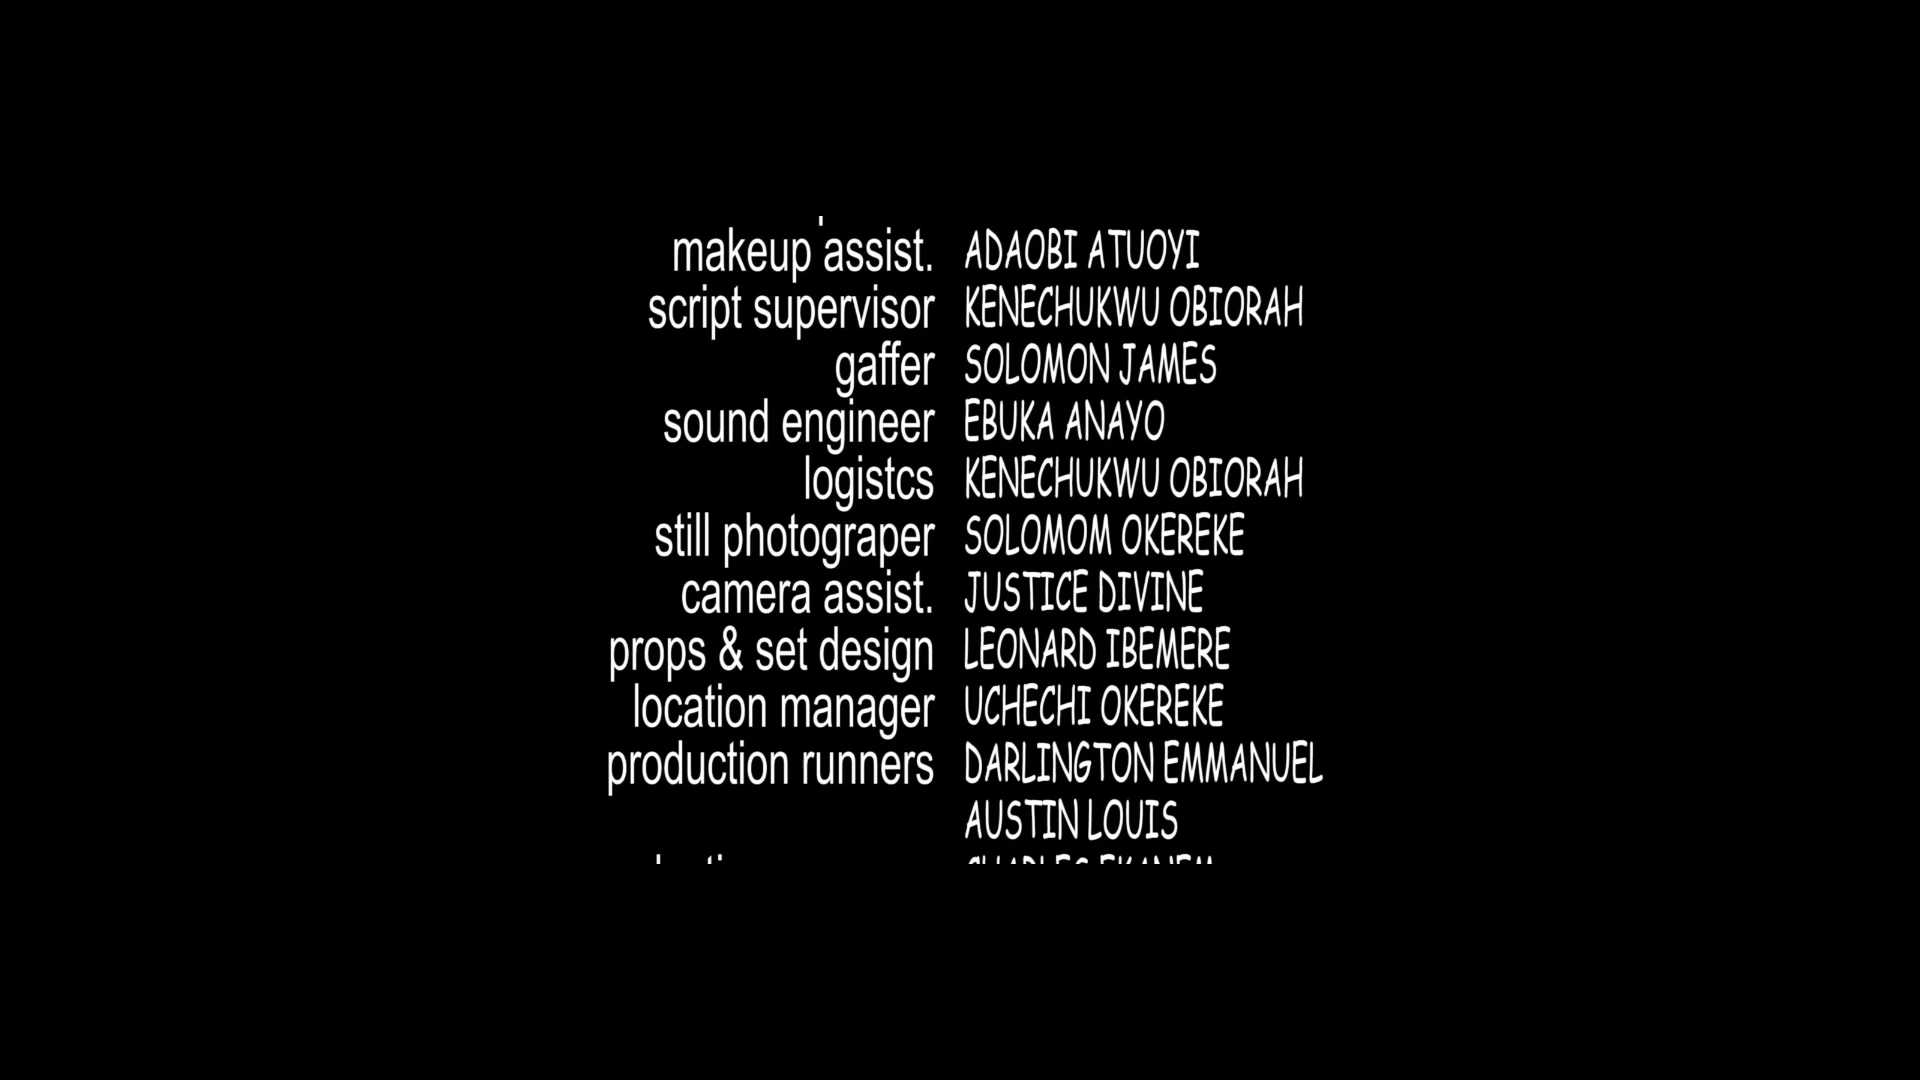 makeup assist. ADAOBI ATUOYI
script supervisor KENECHUKWU OBIORAH
gaffer SOLOMON JAMES
sound engineer EBUKA ANAYO
logistcs KENECHUKWU OBIORAH
still photograper SOLOMOM OKEREKE
camera assist. JUSTICE DIVINE
props & set design LEONARD IBEMERE
location manager UCHECHI OKEREKE
production runners DARLINGTON EMMANUEL
AUSTIN LOUIS